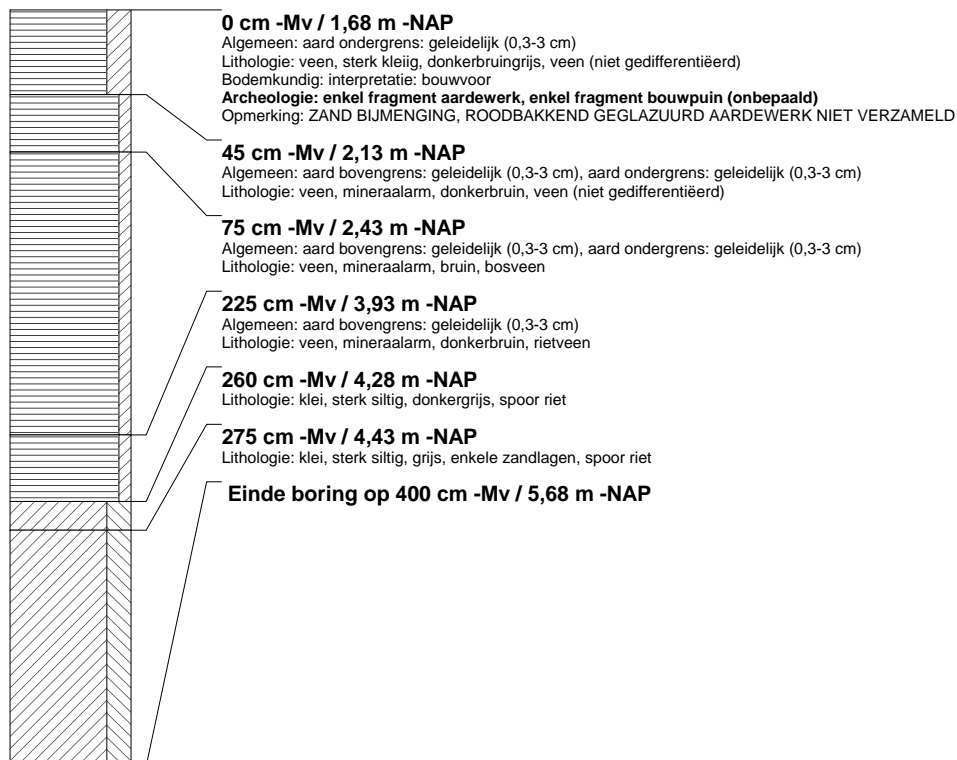 0 cm -Mv / 1,68 m -NAP
Algemeen: aard ondergrens: geleidelijk (0,3-3 cm)
Lithologie: veen, sterk kleiig, donkerbruingrijs, veen (niet gedifferentiëerd)
Bodemkundig: interpretatie: bouwvoor
Archeologie: enkel fragment aardewerk, enkel fragment bouwpuin (onbepaald)
Opmerking: ZAND BIJMENGING, ROODBAKKEND GEGLAZUURD AARDEWERK NIET VERZAMELD
45 cm -Mv / 2,13 m -NAP
Algemeen: aard bovengrens: geleidelijk (0,3-3 cm), aard ondergrens: geleidelijk (0,3-3 cm)
Lithologie: veen, mineraalarm, donkerbruin, veen (niet gedifferentiëerd)
75 cm -Mv / 2,43 m -NAP
Algemeen: aard bovengrens: geleidelijk (0,3-3 cm), aard ondergrens: geleidelijk (0,3-3 cm)
Lithologie: veen, mineraalarm, bruin, bosveen
225 cm -Mv / 3,93 m -NAP
Algemeen: aard bovengrens: geleidelijk (0,3-3 cm)
Lithologie: veen, mineraalarm, donkerbruin, rietveen
260 cm -Mv / 4,28 m -NAP
Lithologie: klei, sterk siltig, donkergrijs, spoor riet
275 cm -Mv / 4,43 m -NAP
Lithologie: klei, sterk siltig, grijs, enkele zandlagen, spoor riet
Einde boring op 400 cm -Mv / 5,68 m -NAP